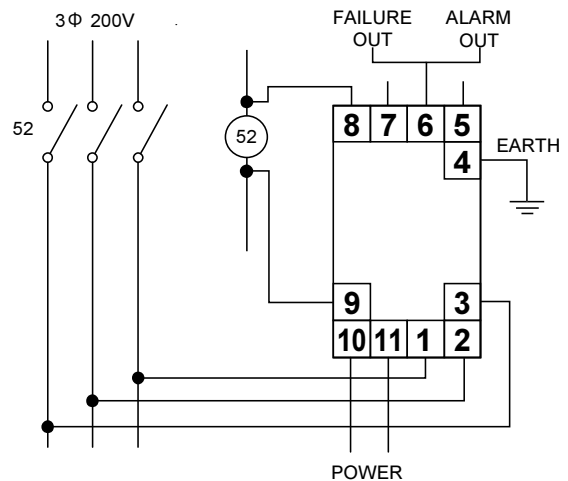 3Φ 200V
FAILURE OUT
ALARM OUT
52
52
8 7 6 5
4
EARTH
9 3
10 11 1 2
POWER